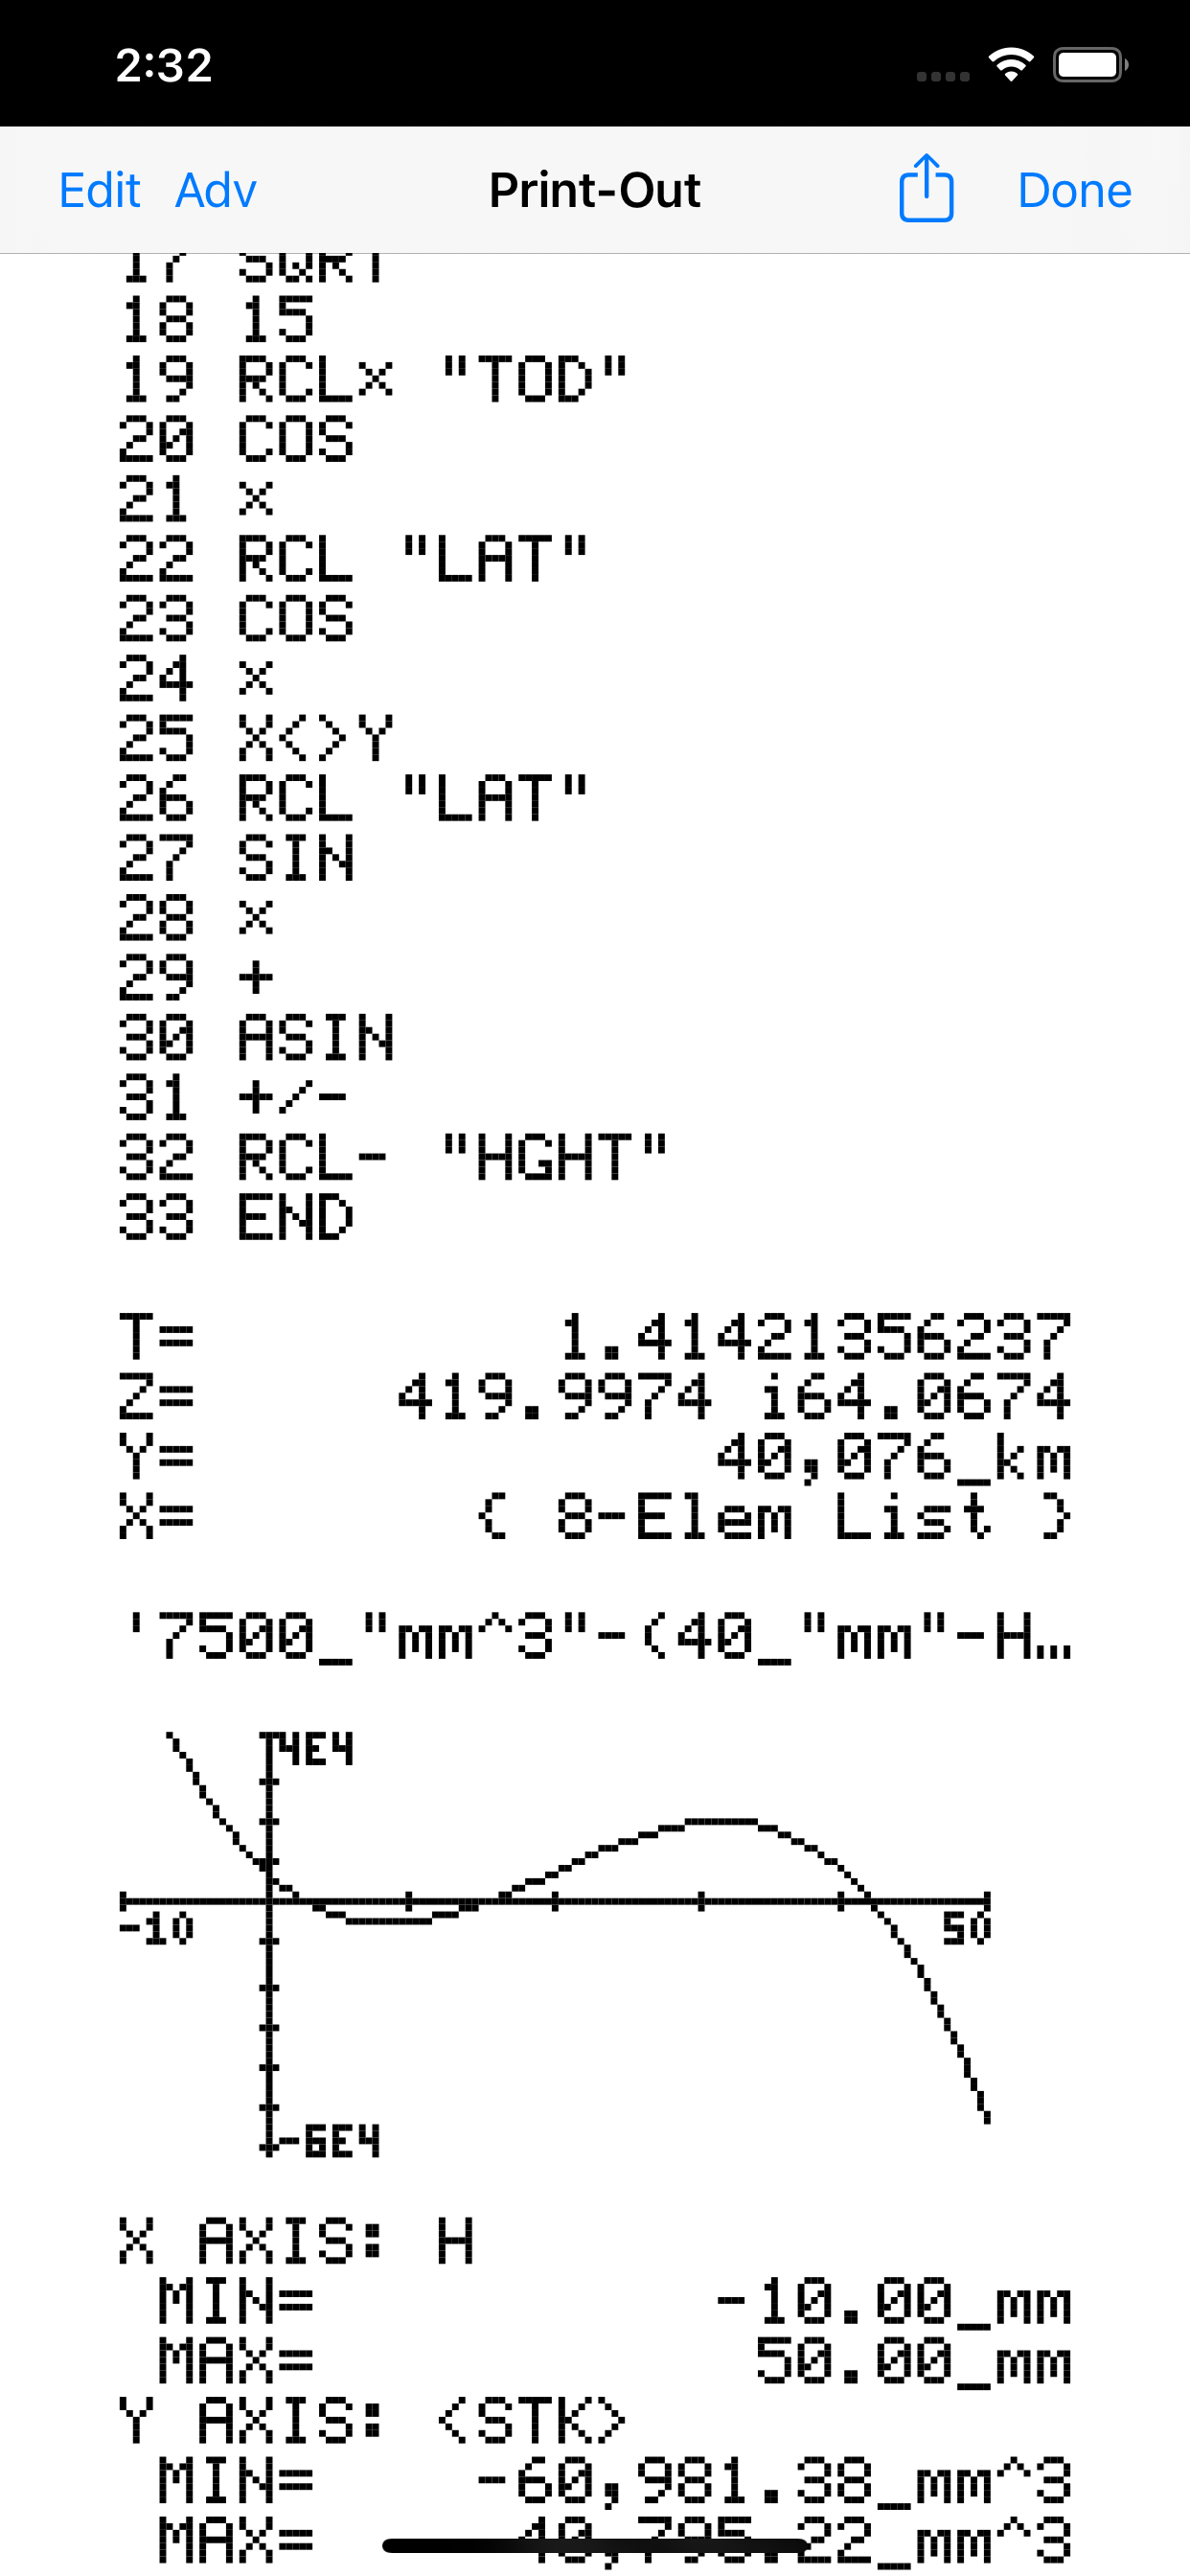 2:32
Edit Adv Print-Out Done
17 SQRT
18 15
19 RCL× "TOD"
20 COS
21 ×
22 RCL "LAT"
23 COS
24 ×
25 X<>Y
26 RCL "LAT"
27 SIN
28 ×
29 +
30 ASIN
31 +/-
32 RCL- "HGHT"
33 END
T= 1.41421356237
Z= 419.9974 i64.0674
Y= 40,076_km
X= { 8-Elem List }
'7500_"mm^3"-(40_"mm"-H…
4E4
-10 50
-6E4
X AXIS: H
MIN= -10.00_mm
MAX= 50.00_mm
Y AXIS: <STK>
MIN= -60,981.38_mm^3
MAX= 40,795.22_mm^3